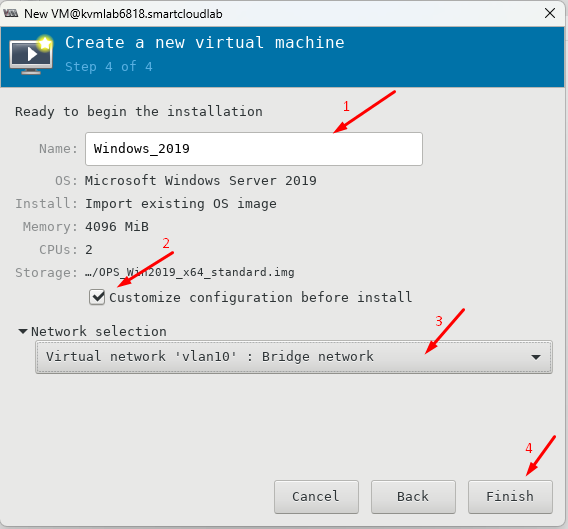 New VM@kvmlab6818.smartcloudlab
Create a new virtual machine
Step 4 of 4
Ready to begin the installation
1
Name: Windows_2019
OS: Microsoft Windows Server 2019
Install: Import existing OS image
Memory: 4096 MiB
CPUs: 2
2
Storage: …/OPS_Win2019_x64_standard.img
Customize configuration before install
3
Network selection
Virtual network 'vlan10' : Bridge network
4
Cancel Back Finish